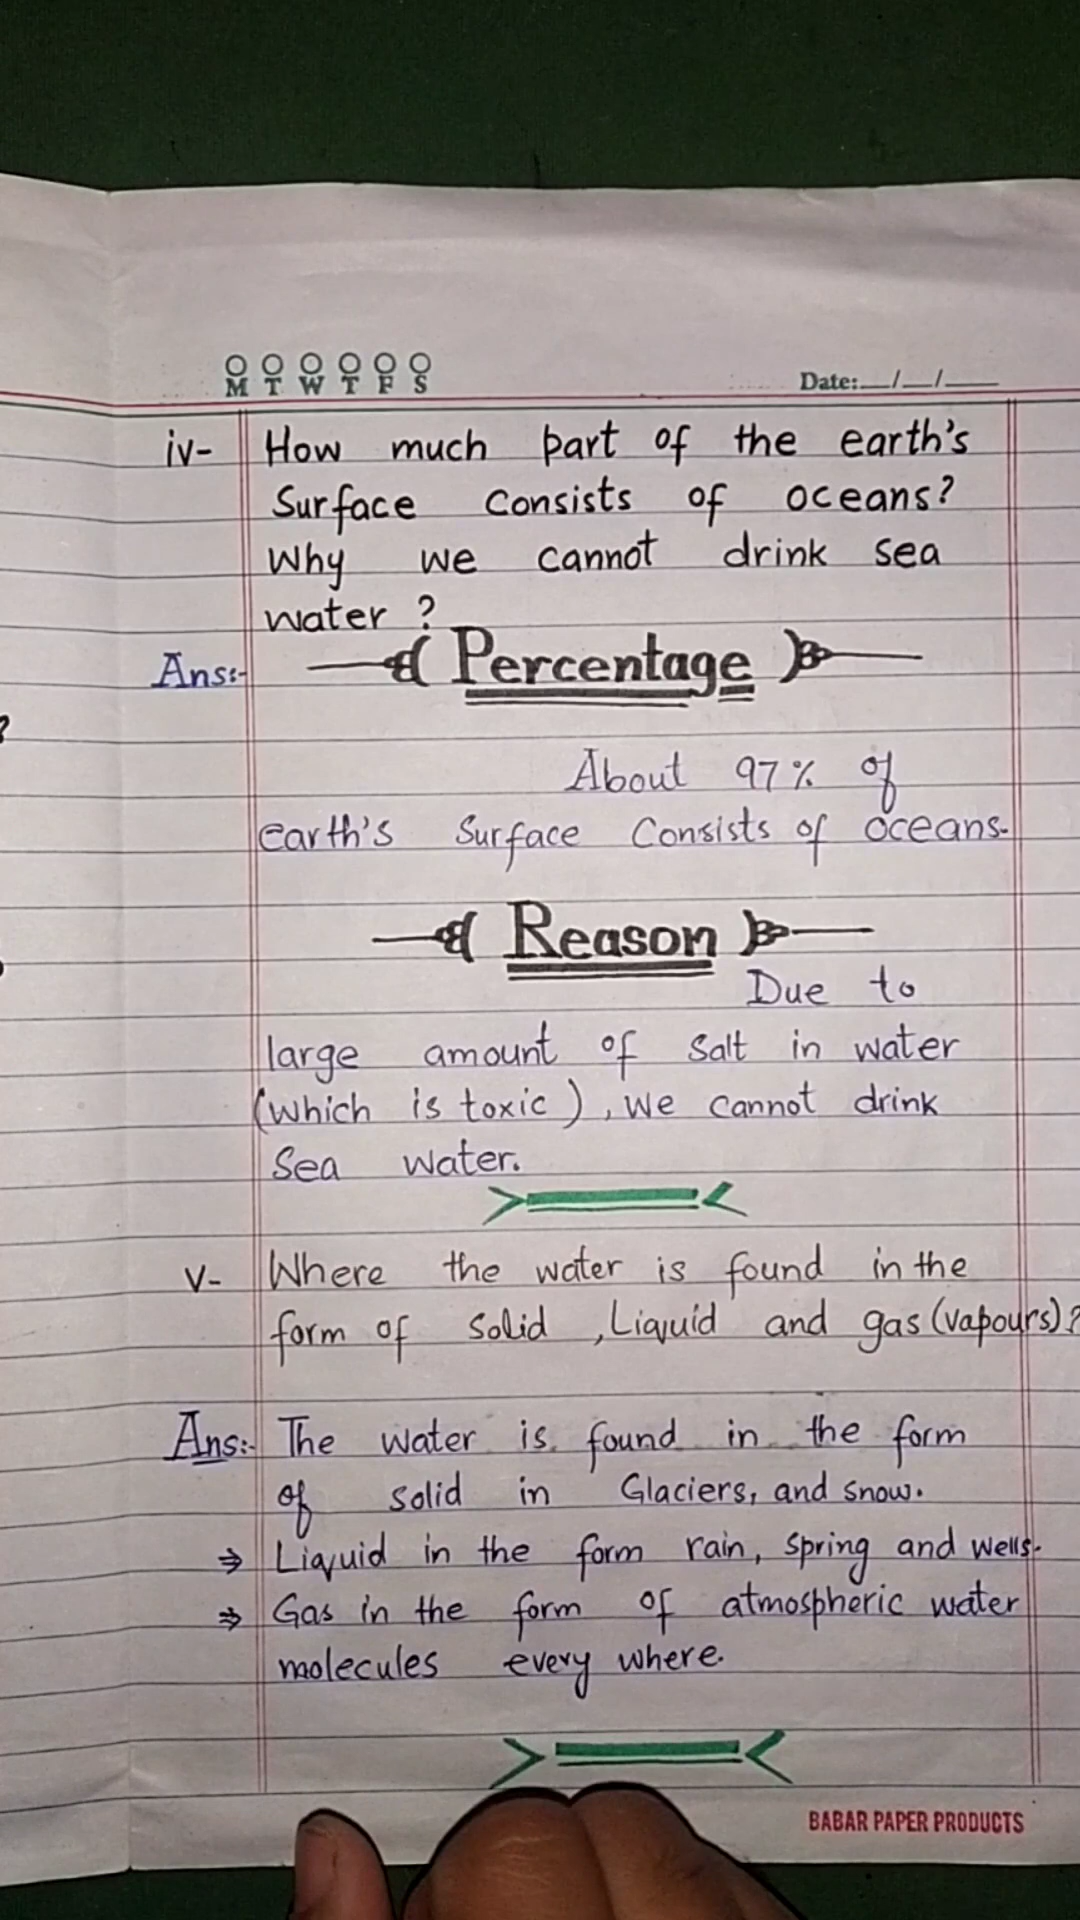 M T W T F S
Date:__/__/__
iv- How much part of the earth's
Surface consists of oceans?
Why we cannot drink sea
water ?
Ans:- Percentage
About 97% of
earth's Surface Consists of oceans.
Reason
Due to
large amount of salt in water
(which is toxic), we cannot drink
Sea water.
v- Where the water is found in the
form of solid, Liquid and gas (vapours)?
Ans:- The water is found in the form
of solid in Glaciers, and snow.
⇒ Liquid in the form rain, spring and wells.
⇒ Gas in the form of atmospheric water
molecules every where.
BABAR PAPER PRODUCTS